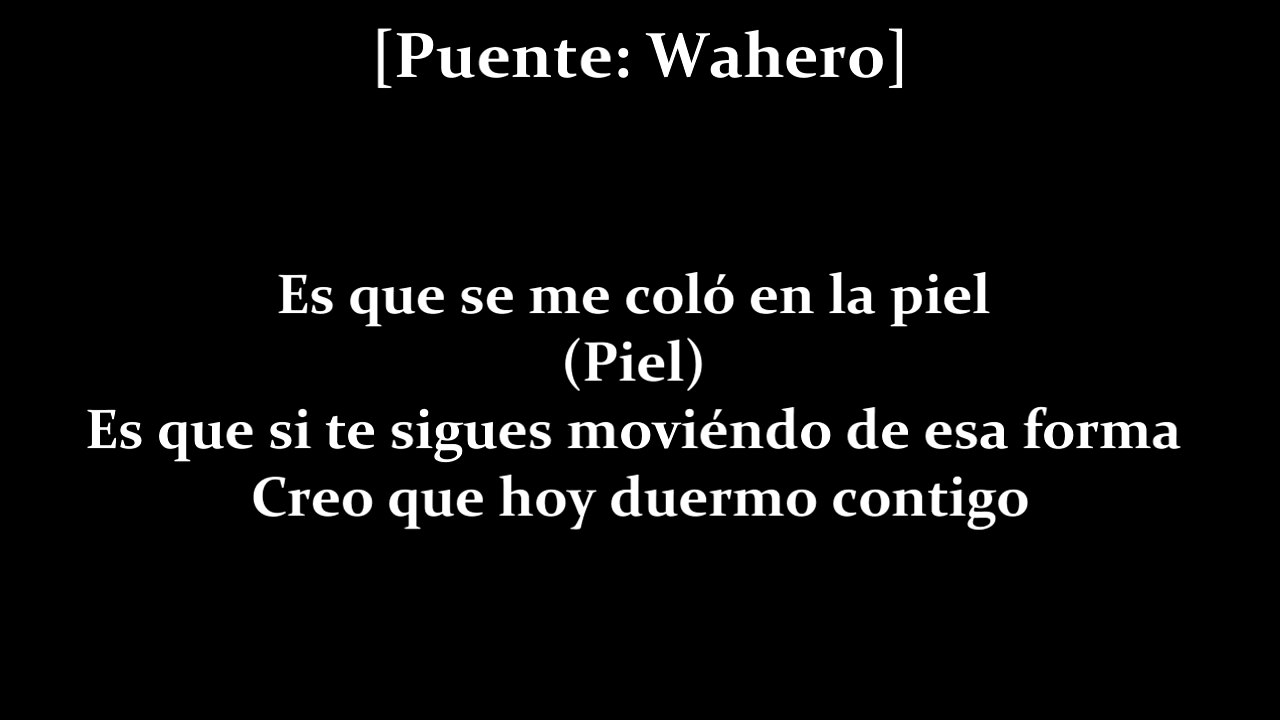 [Puente: Wahero]
Es que se me coló en la piel
(Piel)
Es que si te sigues moviéndo de esa forma
Creo que hoy duermo contigo